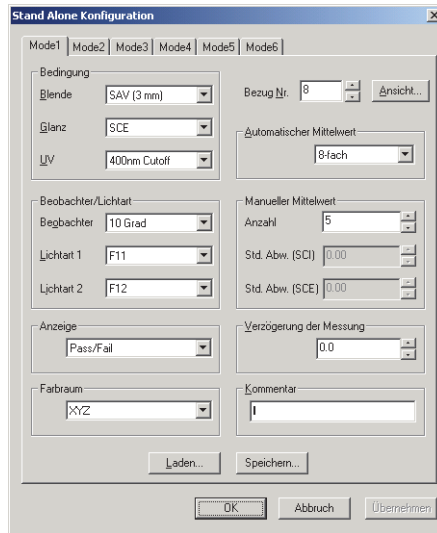 Stand Alone Konfiguration
Mode1 Mode2 Mode3 Mode4 Mode5 Mode6
Bedingung
Blende SAV (3 mm)
Glanz SCE
UV 400nm Cutoff
Bezug Nr. 8 Ansicht...
Automatischer Mittelwert
8-fach
Beobachter/Lichtart
Beobachter 10 Grad
Lichtart 1 F11
Lichtart 2 F12
Manueller Mittelwert
Anzahl 5
Std. Abw. (SCI) 0.00
Std. Abw. (SCE) 0.00
Anzeige
Pass/Fail
Verzögerung der Messung
0.0
Farbraum
XYZ
Kommentar
Laden... Speichern...
OK Abbruch Übernehmen